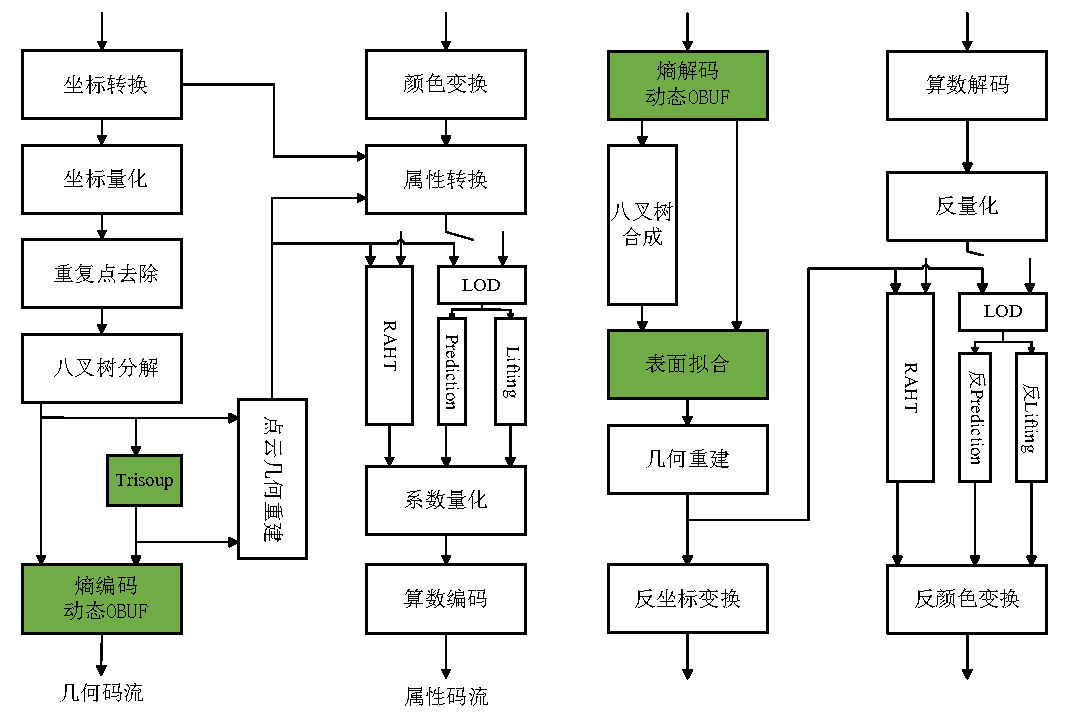 坐标转换
坐标量化
重复点去除
八叉树分解
Trisoup
点云几何重建
熵编码
动态OBUF
几何码流
颜色变换
属性转换
LOD
RAHT
Prediction
Lifting
系数量化
算数编码
属性码流
熵解码
动态OBUF
八叉树
合成
表面拟合
几何重建
反坐标变换
算数解码
反量化
LOD
RAHT
反Prediction
反Lifting
反颜色变换